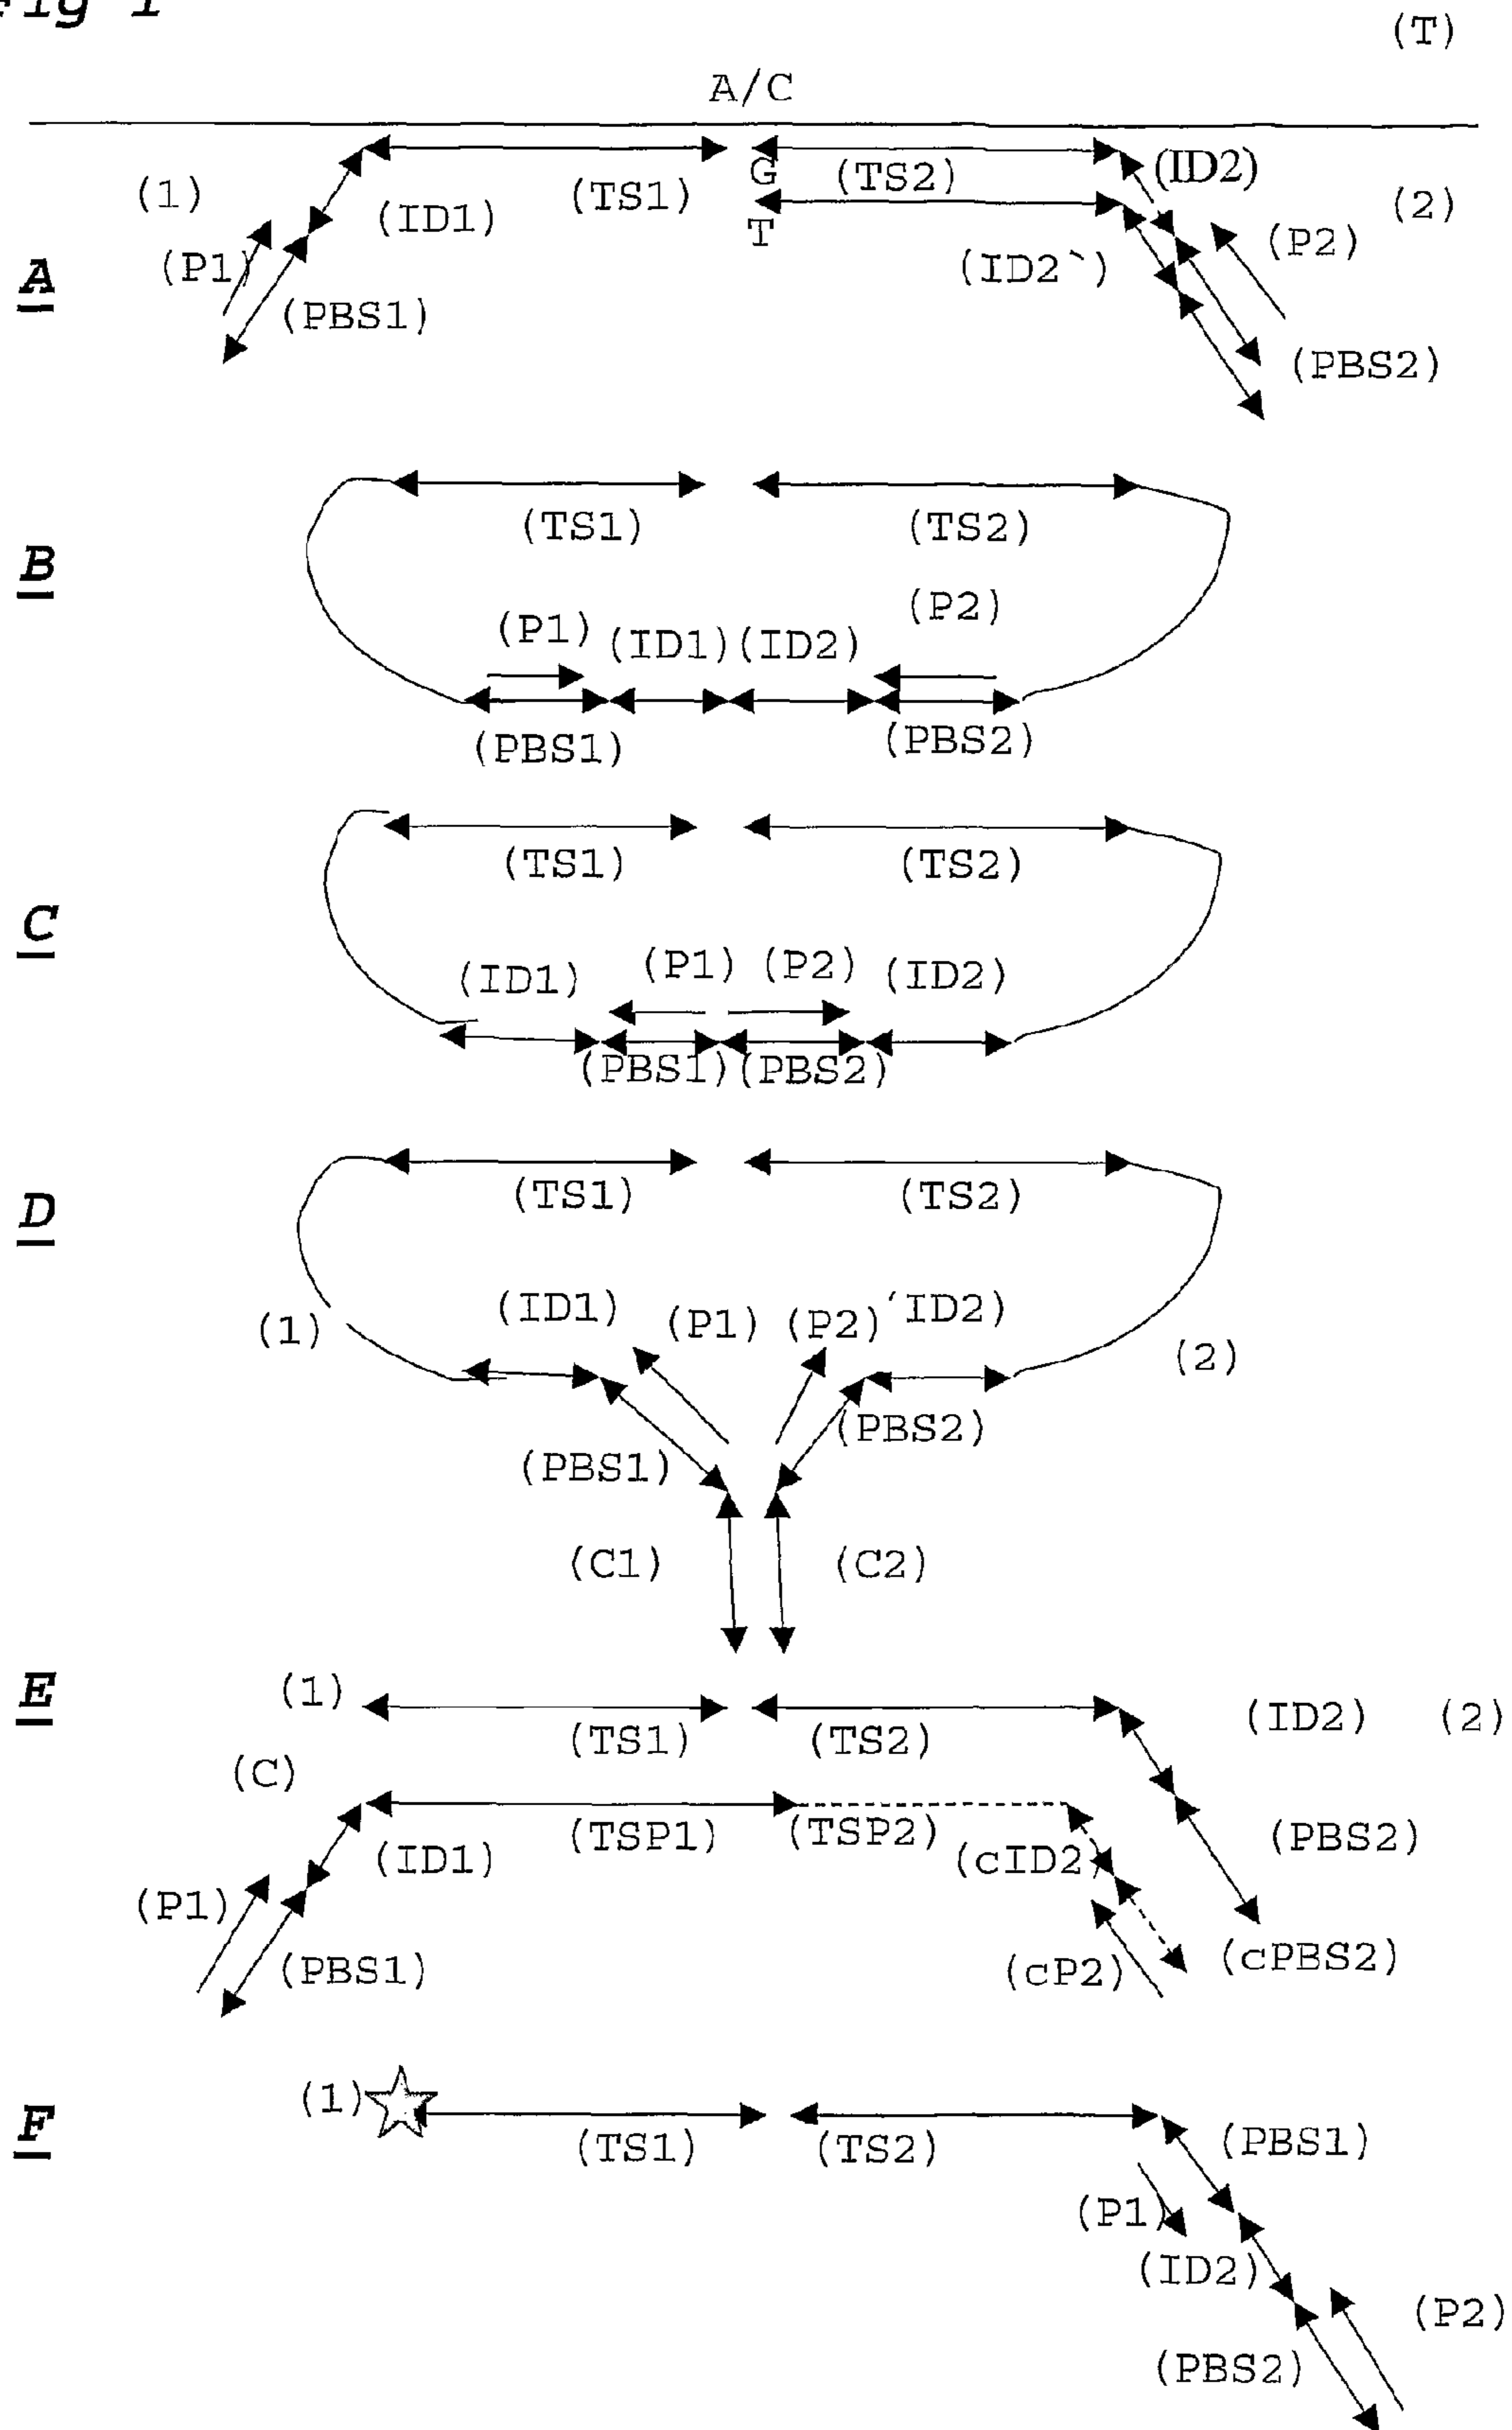 Fig 1
(T)
A/C
(1) (ID1) (TS1) G (TS2) (ID2) (2)
T
A (P1) (PBS1) (ID2`) (P2) (PBS2)
B (TS1) (TS2)
(P1) (ID1) (ID2) (P2)
(PBS1) (PBS2)
C (TS1) (TS2)
(ID1) (P1) (P2) (ID2)
(PBS1) (PBS2)
D (TS1) (TS2)
(1) (ID1) (P1) (P2) ´ID2) (2)
(PBS1) (PBS2)
(C1) (C2)
E (1) (TS1) (TS2) (ID2) (2)
(C) (ID1) (TSP1) (TSP2) (cID2) (PBS2)
(P1) (PBS1) (cP2) (cPBS2)
F (1) (TS1) (TS2) (PBS1)
(P1)
(ID2) (P2)
(PBS2)